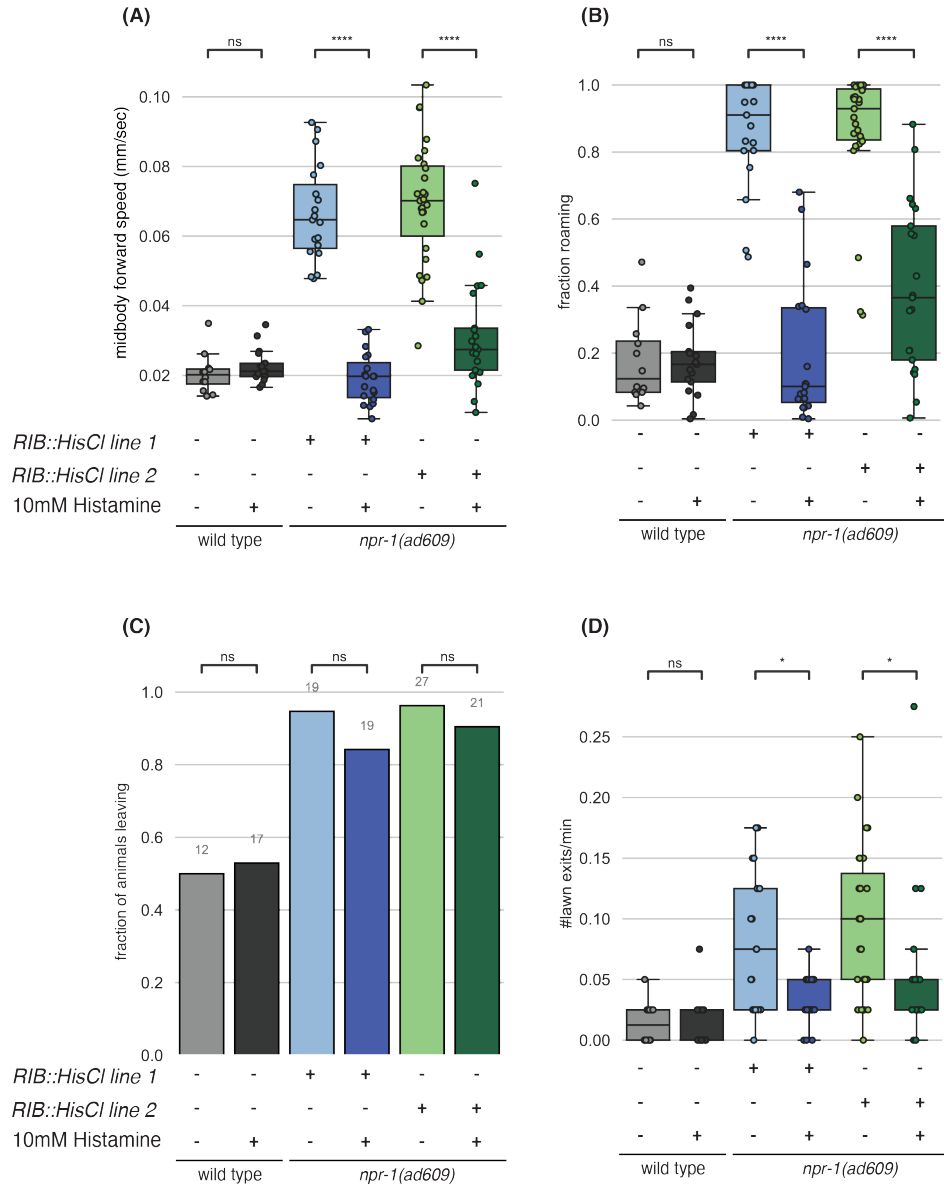 (A)
ns
****
****
0.10
0.08
0.06
0.04
0.02
midbody forward speed (mm/sec)
RIB::HisCl line 1 - - + + - -
RIB::HisCl line 2 - - - - + +
10mM Histamine - + - + - +
wild type
npr-1(ad609)
(B)
ns
****
****
1.0
0.8
0.6
0.4
0.2
0.0
fraction roaming
- - + + - -
- - - - + +
- + - + - +
wild type
npr-1(ad609)
(C)
ns
ns
ns
19
27
21
19
17
12
1.0
0.8
0.6
0.4
0.2
0.0
fraction of animals leaving
RIB::HisCl line 1 - - + + - -
RIB::HisCl line 2 - - - - + +
10mM Histamine - + - + - +
wild type
npr-1(ad609)
(D)
ns
*
*
0.25
0.20
0.15
0.10
0.05
0.00
#lawn exits/min
- - + + - -
- - - - + +
- + - + - +
wild type
npr-1(ad609)